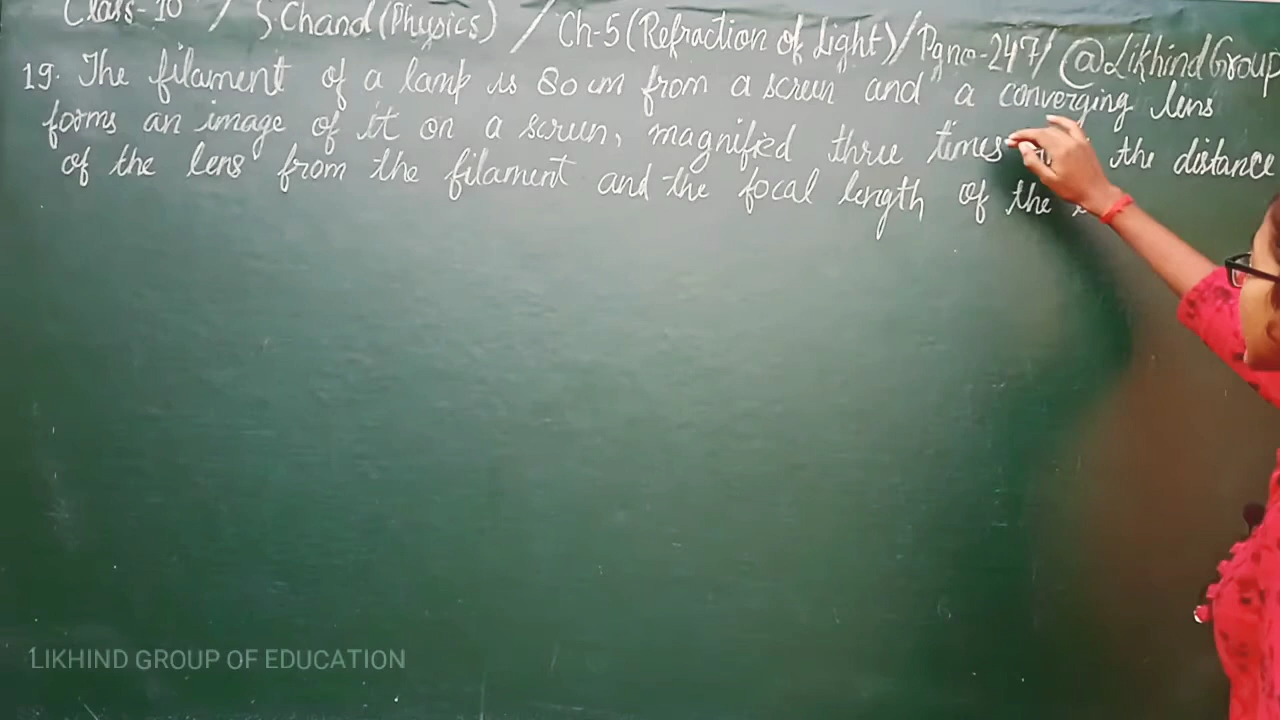 Class-10 / S Chand (Physics) / Ch-5 (Refraction of Light) / Pg no-247 / @LikhindGroup
19. The filament of a lamp is 80 cm from a screen and a converging lens
forms an image of it on a screen, magnified three times the distance
of the lens from the filament and the focal length of the
LIKHIND GROUP OF EDUCATION